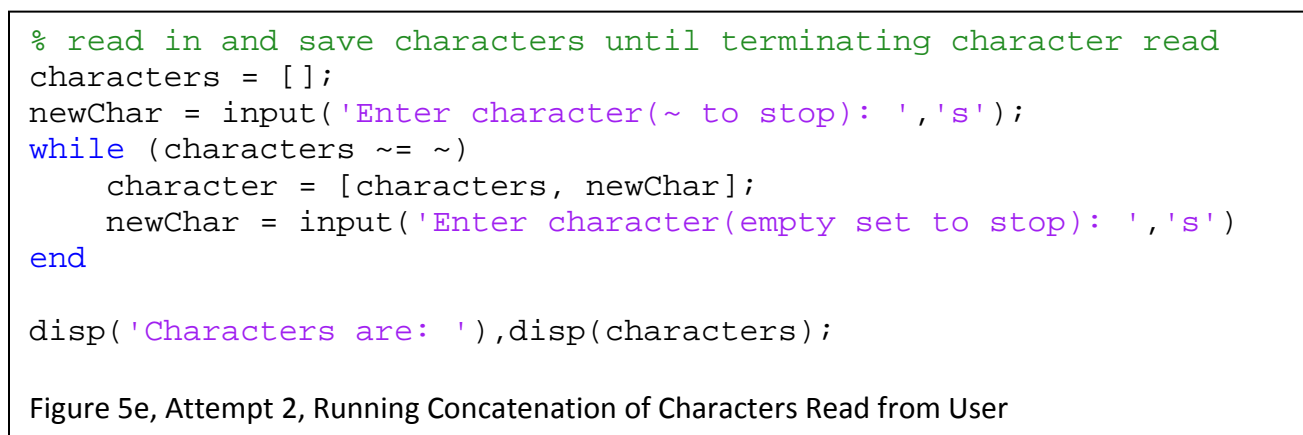 % read in and save characters until terminating character read
characters = [];
newChar = input('Enter character(~ to stop): ','s');
while (characters ~= ~)
    character = [characters, newChar];
    newChar = input('Enter character(empty set to stop): ','s')
end
disp('Characters are: '),disp(characters);
Figure 5e, Attempt 2, Running Concatenation of Characters Read from User